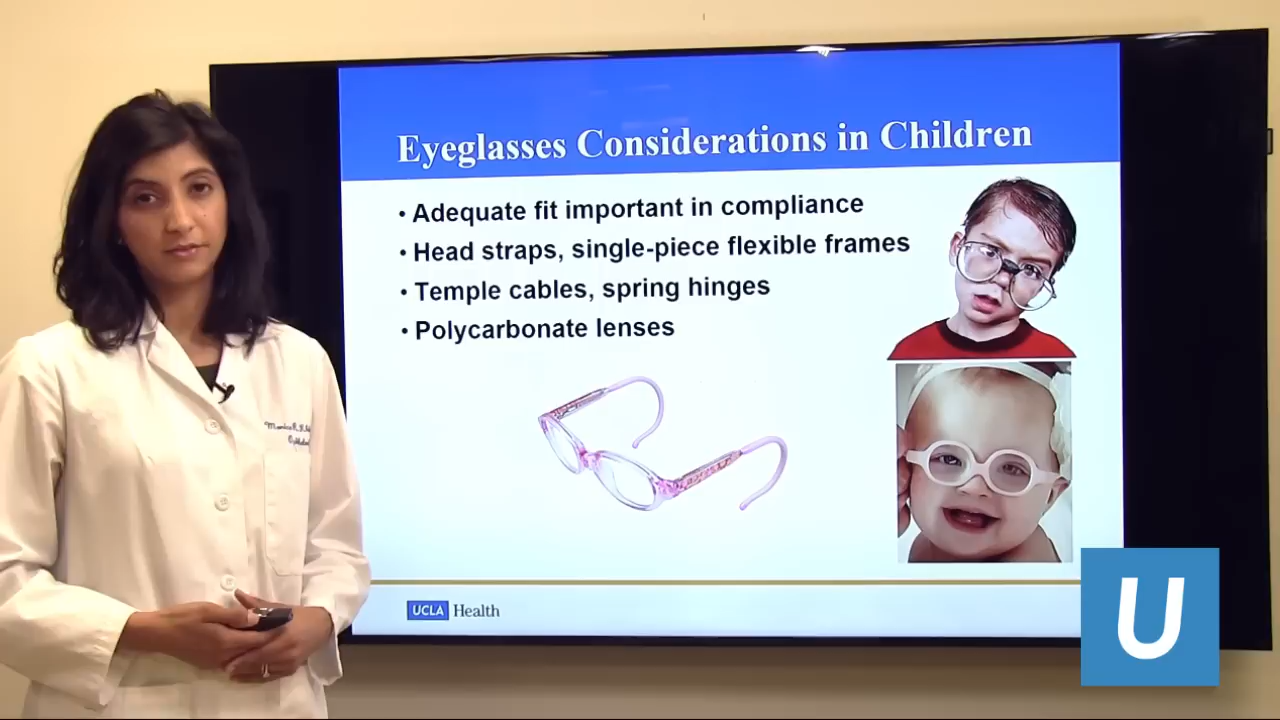 Eyeglasses Considerations in Children
• Adequate fit important in compliance
• Head straps, single-piece flexible frames
• Temple cables, spring hinges
• Polycarbonate lenses
UCLA Health
U